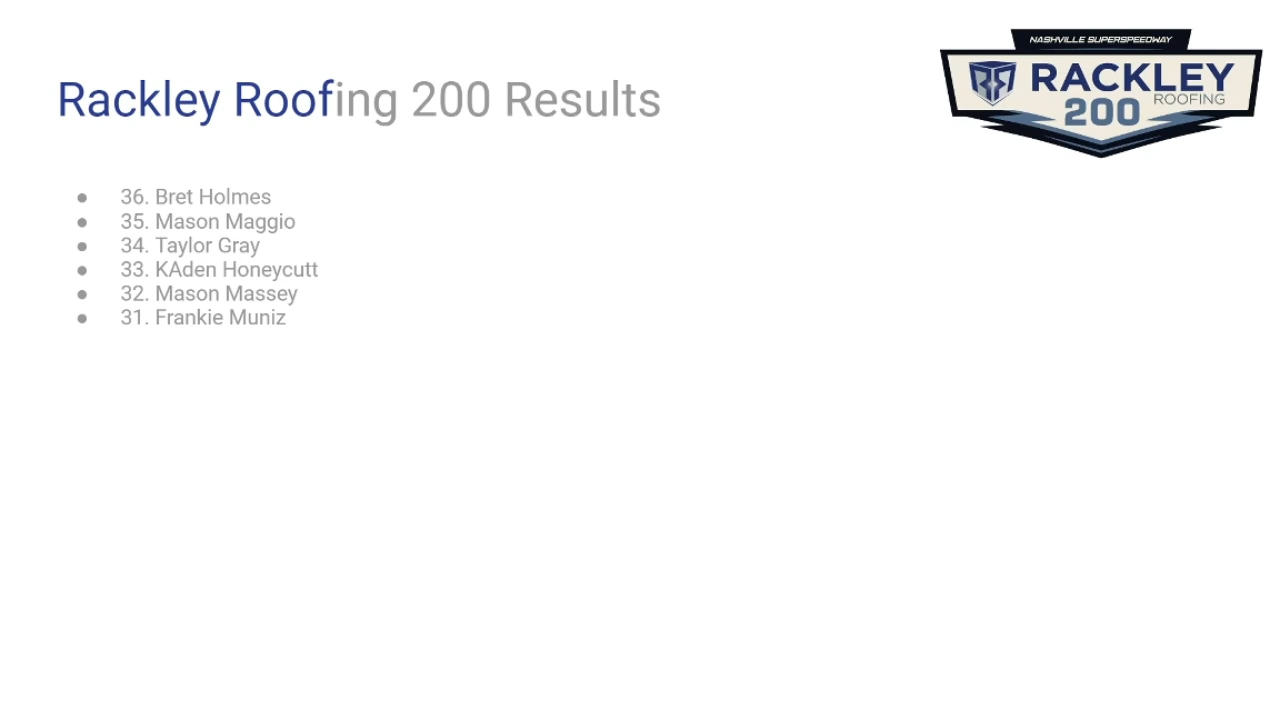 NASHVILLE SUPERSPEEDWAY
RACKLEY
ROOFING
200
Rackley Roofing 200 Results
● 36. Bret Holmes
● 35. Mason Maggio
● 34. Taylor Gray
● 33. KAden Honeycutt
● 32. Mason Massey
● 31. Frankie Muniz